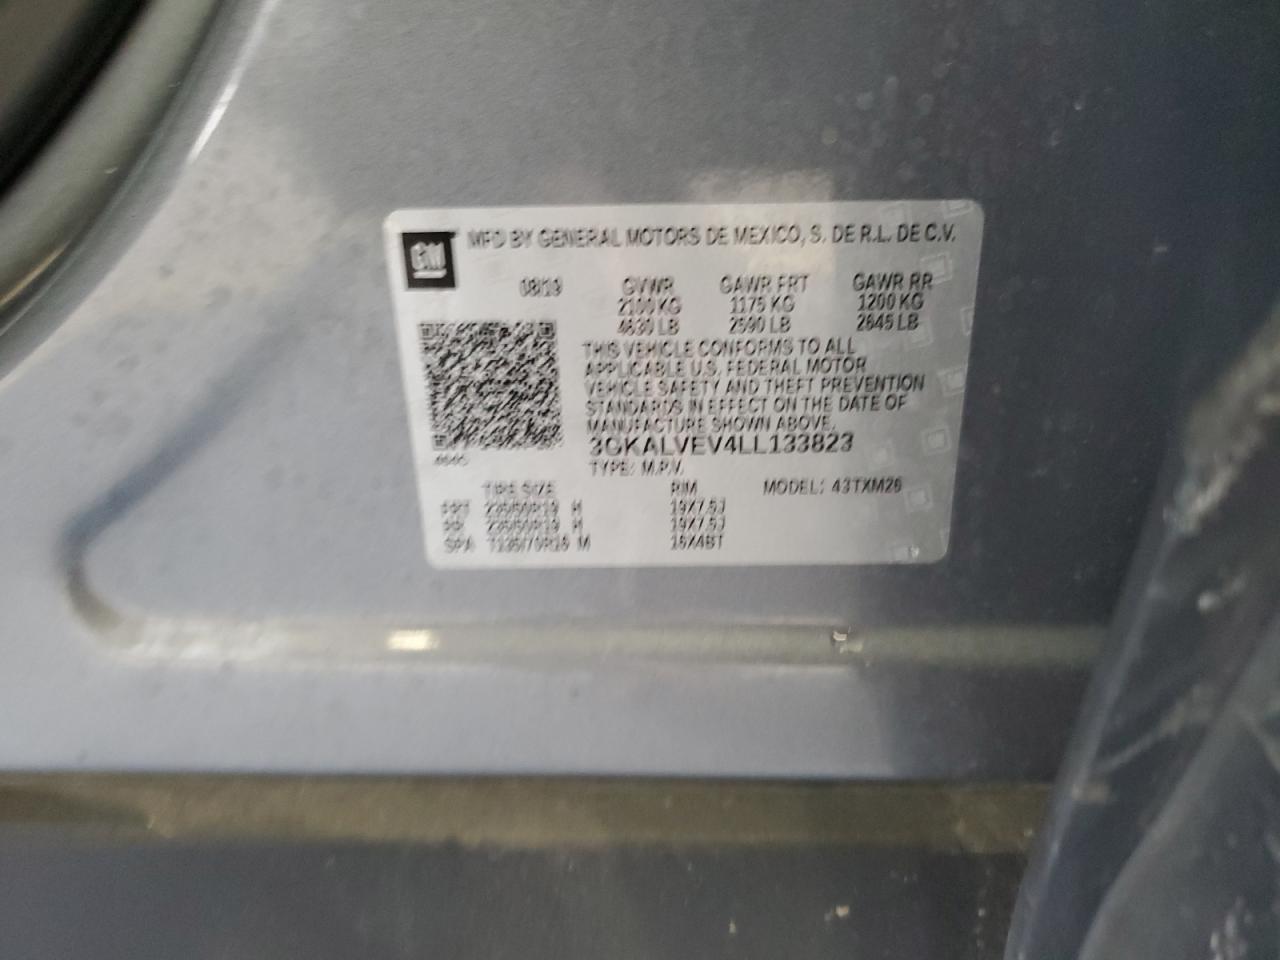 GM
MFD BY GENERAL MOTORS DE MEXICO, S. DE R.L. DE C.V.
08/19 GVWR GAWR FRT GAWR RR
2100 KG 1175 KG 1200 KG
4630 LB 2590 LB 2645 LB
THIS VEHICLE CONFORMS TO ALL
APPLICABLE U.S. FEDERAL MOTOR
VEHICLE SAFETY AND THEFT PREVENTION
STANDARDS IN EFFECT ON THE DATE OF
MANUFACTURE SHOWN ABOVE.
3GKALVEV4LL133823
TYPE: M.P.V.
TIRE SIZE RIM MODEL: 43TXM26
FRT 235/50R19 H 19X7.5J
RR 235/50R19 H 19X7.5J
SPA T135/70R16 M 16X4BT